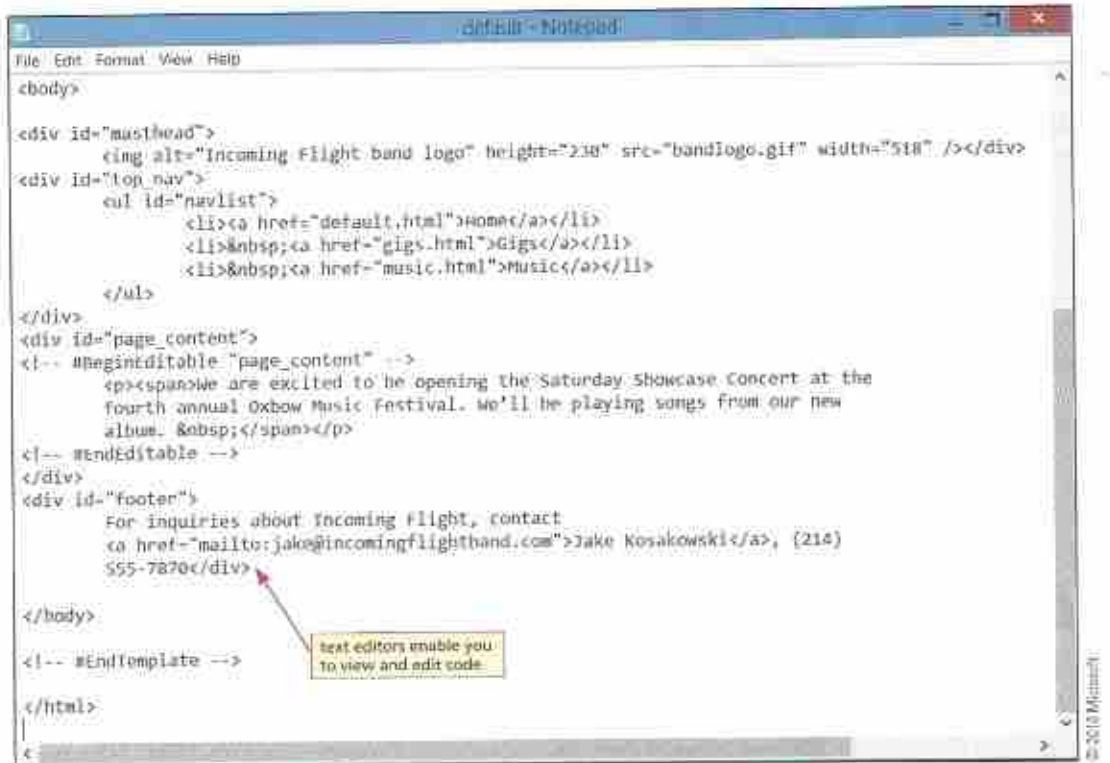 default - Notepad
File Edit Format View Help
<body>
<div id="masthead">
<img alt="Incoming Flight band logo" height="230" src="bandlogo.gif" width="518" /></div>
<div id="top_nav">
<ul id="navlist">
<li><a href="default.html">Home</a></li>
<li>&nbsp;<a href="gigs.html">Gigs</a></li>
<li>&nbsp;<a href="music.html">Music</a></li>
</ul>
</div>
<div id="page_content">
<!-- #BeginEditable "page_content" -->
<p><span>We are excited to be opening the Saturday Showcase Concert at the
fourth annual Oxbow Music Festival. We'll be playing songs from our new
album. &nbsp;</span></p>
<!-- #EndEditable -->
</div>
<div id="footer">
For inquiries about Incoming Flight, contact
<a href="mailto:jake@incomingflightband.com">Jake Kosakowski</a>, (214)
555-7870</div>
</body>
text editors enable you
to view and edit code
<!-- #EndTemplate -->
</html>
© 2013 Microsoft